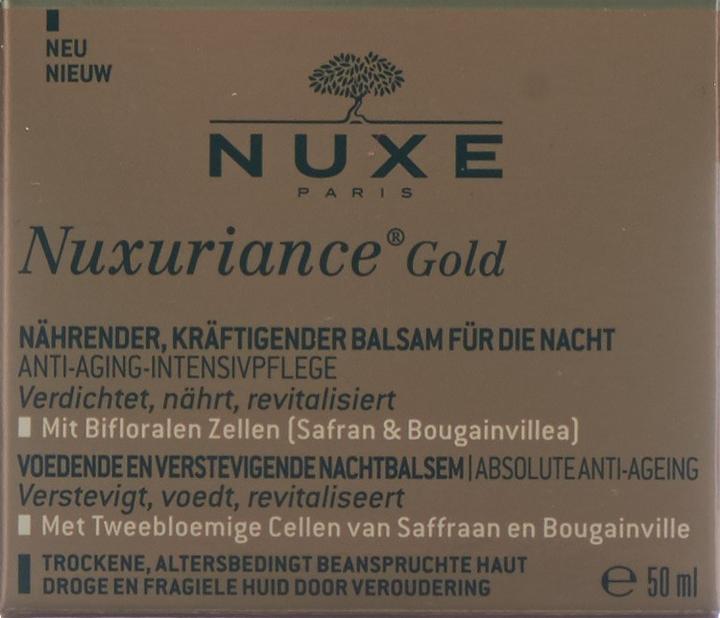 NEU
NIEUW
NUXE
PARIS
Nuxuriance® Gold
NÄHRENDER, KRÄFTIGENDER BALSAM FÜR DIE NACHT
ANTI-AGING-INTENSIVPFLEGE
Verdichtet, nährt, revitalisiert
Mit Bifloralen Zellen (Safran & Bougainvillea)
VOEDENDE EN VERSTEVIGENDE NACHTBALSEM | ABSOLUTE ANTI-AGEING
Verstevigt, voedt, revitaliseert
Met Tweebloemige Cellen van Saffraan en Bougainville
TROCKENE, ALTERSBEDINGT BEANSPRUCHTE HAUT
DROGE EN FRAGIELE HUID DOOR VEROUDERING
℮ 50 ml